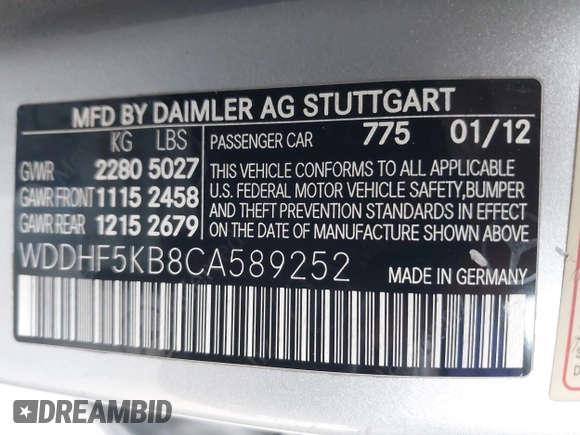 MFD BY DAIMLER AG STUTTGART
KG LBS
PASSENGER CAR 775 01/12
GVWR 2280 5027
GAWR FRONT 1115 2458
GAWR REAR 1215 2679
THIS VEHICLE CONFORMS TO ALL APPLICABLE
U.S. FEDERAL MOTOR VEHICLE SAFETY,BUMPER
AND THEFT PREVENTION STANDARDS IN EFFECT
ON THE DATE OF MANUFACTURE SHOWN ABOVE
WDDHF5KB8CA589252
MADE IN GERMANY
DREAMBID